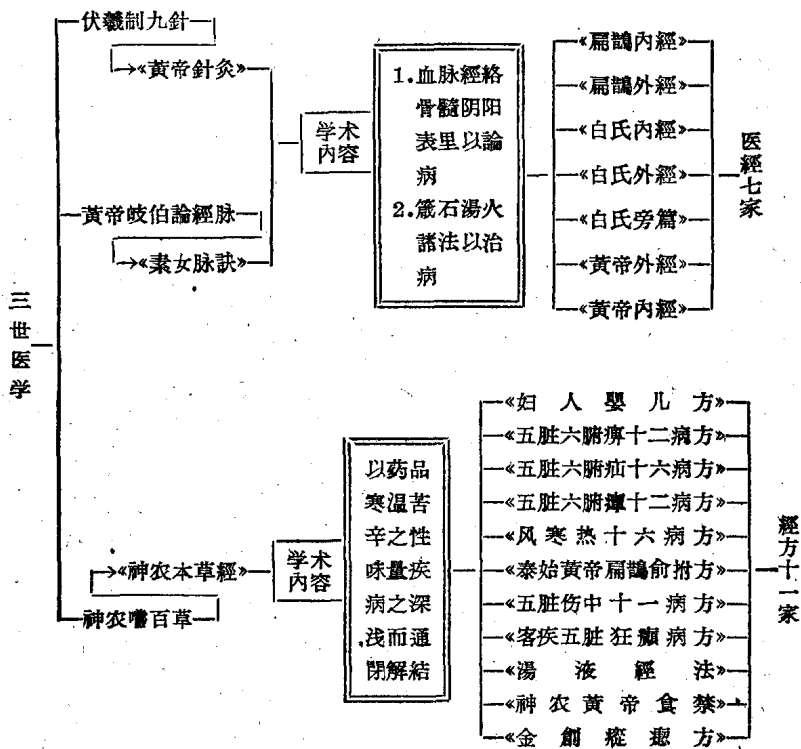 三世医学
伏羲制九針
→«黃帝針灸»
黃帝岐伯論經脉
→«素女脉訣»
学术
內容
1.血脉經絡
骨髓阴阳
表里以論
病
2.箴石湯火
諸法以治
病
«扁鵲內經»
«扁鵲外經»
«白氏內經»
«白氏外經»
«白氏旁篇»
«黃帝外經»
«黃帝內經»
医經七家
→«神农本草經»
神农嚐百草
学术
內容
以药品
寒溫苦
辛之性
味量疾
病之深
浅而通
閉解結
«妇人嬰儿方»
«五脏六腑痹十二病方»
«五脏六腑疝十六病方»
«五脏六腑癉十二病方»
«风寒热十六病方»
«泰始黃帝扁鵲俞拊方»
«五脏伤中十一病方»
«客疾五脏狂癲病方»
«湯液經法»
«神农黃帝食禁»
«金創瘲瘛方»
經方十一家